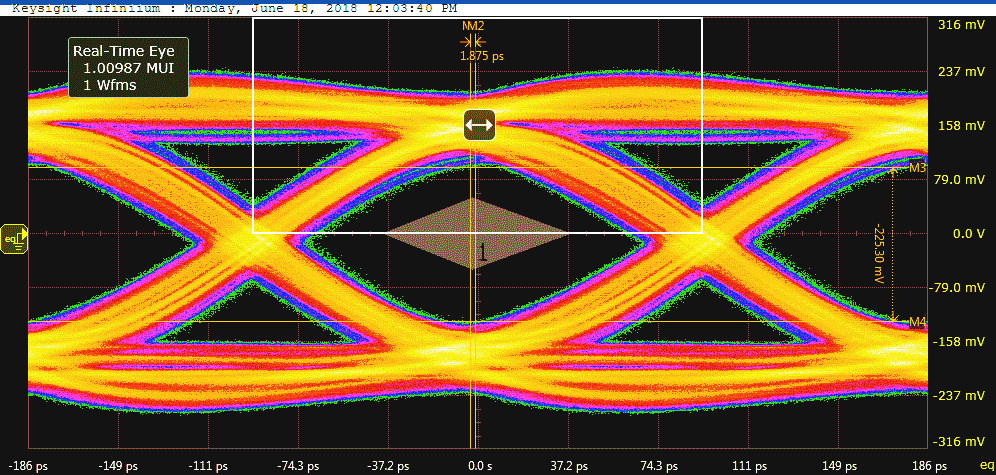 Keysight Infiniium : Monday, June 18, 2018 12:03:40 PM
316 mV
Real-Time Eye
1.00987 MUI
1 Wfms
1.875 ps
237 mV
158 mV
M3
79.0 mV
eq
0.0 V
1
-225.30 mV
-79.0 mV
M4
-158 mV
-237 mV
-316 mV
-186 ps -149 ps -111 ps -74.3 ps -37.2 ps 0.0 s 37.2 ps 74.3 ps 111 ps 149 ps 186 ps eq